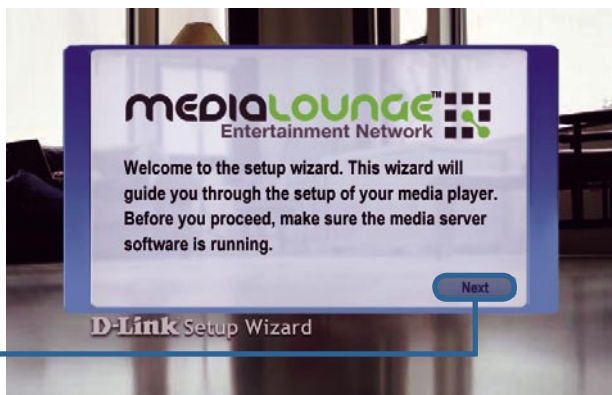 MEDIALOUNGE™
Entertainment Network
Welcome to the setup wizard. This wizard will
guide you through the setup of your media player.
Before you proceed, make sure the media server
software is running.
Next
D-Link Setup Wizard